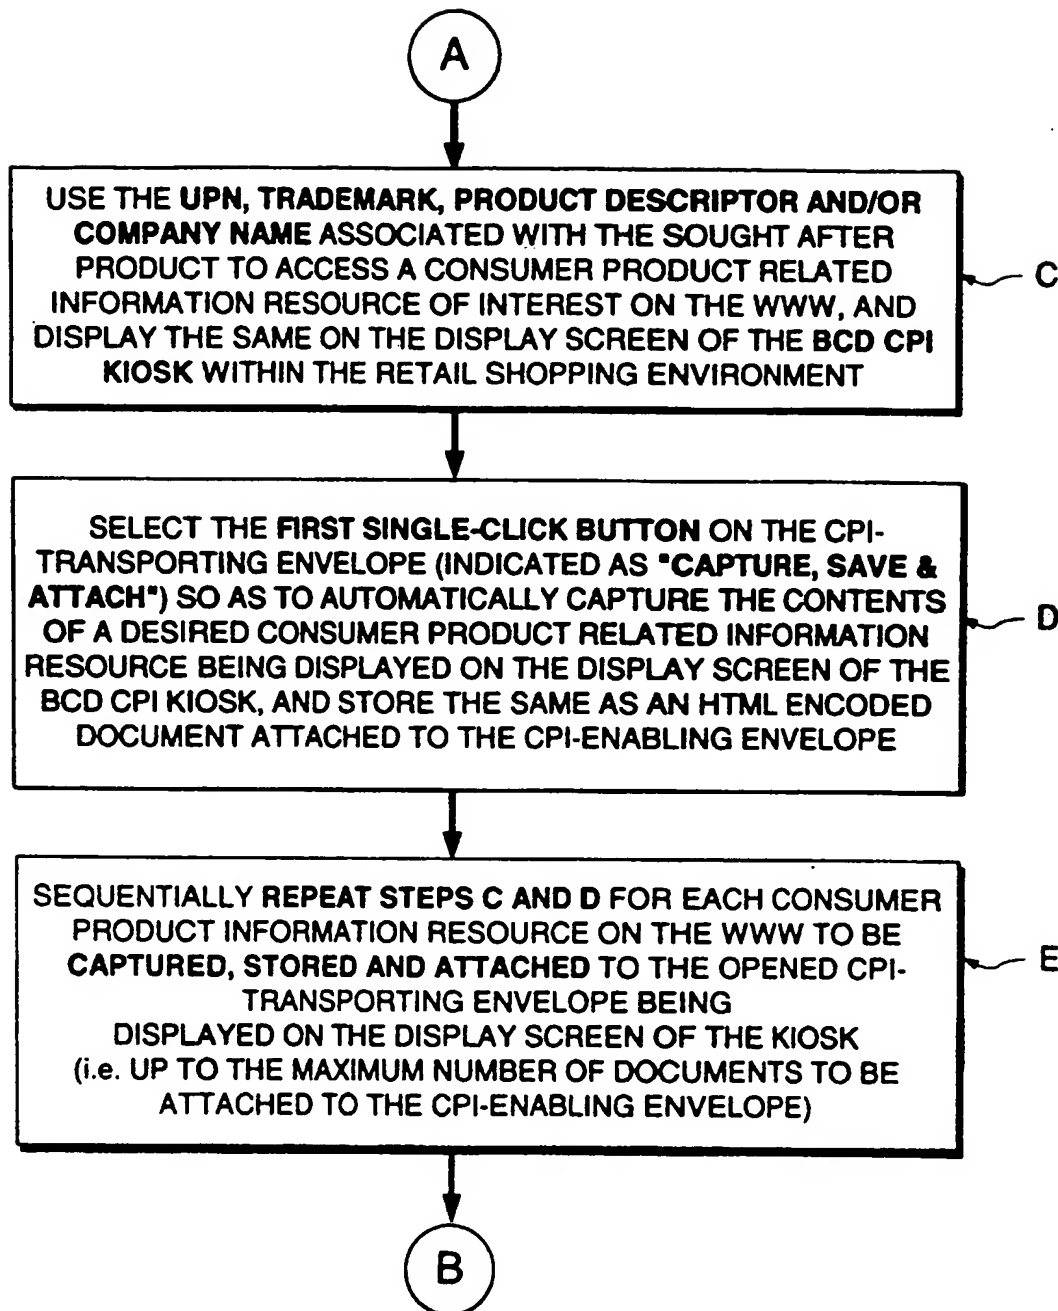 A
USE THE UPN, TRADEMARK, PRODUCT DESCRIPTOR AND/OR
COMPANY NAME ASSOCIATED WITH THE SOUGHT AFTER
PRODUCT TO ACCESS A CONSUMER PRODUCT RELATED
INFORMATION RESOURCE OF INTEREST ON THE WWW, AND
DISPLAY THE SAME ON THE DISPLAY SCREEN OF THE BCD CPI
KIOSK WITHIN THE RETAIL SHOPPING ENVIRONMENT
C
SELECT THE FIRST SINGLE-CLICK BUTTON ON THE CPI-
TRANSPORTING ENVELOPE (INDICATED AS "CAPTURE, SAVE &
ATTACH") SO AS TO AUTOMATICALLY CAPTURE THE CONTENTS
OF A DESIRED CONSUMER PRODUCT RELATED INFORMATION
RESOURCE BEING DISPLAYED ON THE DISPLAY SCREEN OF THE
BCD CPI KIOSK, AND STORE THE SAME AS AN HTML ENCODED
DOCUMENT ATTACHED TO THE CPI-ENABLING ENVELOPE
D
SEQUENTIALLY REPEAT STEPS C AND D FOR EACH CONSUMER
PRODUCT INFORMATION RESOURCE ON THE WWW TO BE
CAPTURED, STORED AND ATTACHED TO THE OPENED CPI-
TRANSPORTING ENVELOPE BEING
DISPLAYED ON THE DISPLAY SCREEN OF THE KIOSK
(i.e. UP TO THE MAXIMUM NUMBER OF DOCUMENTS TO BE
ATTACHED TO THE CPI-ENABLING ENVELOPE)
E
B